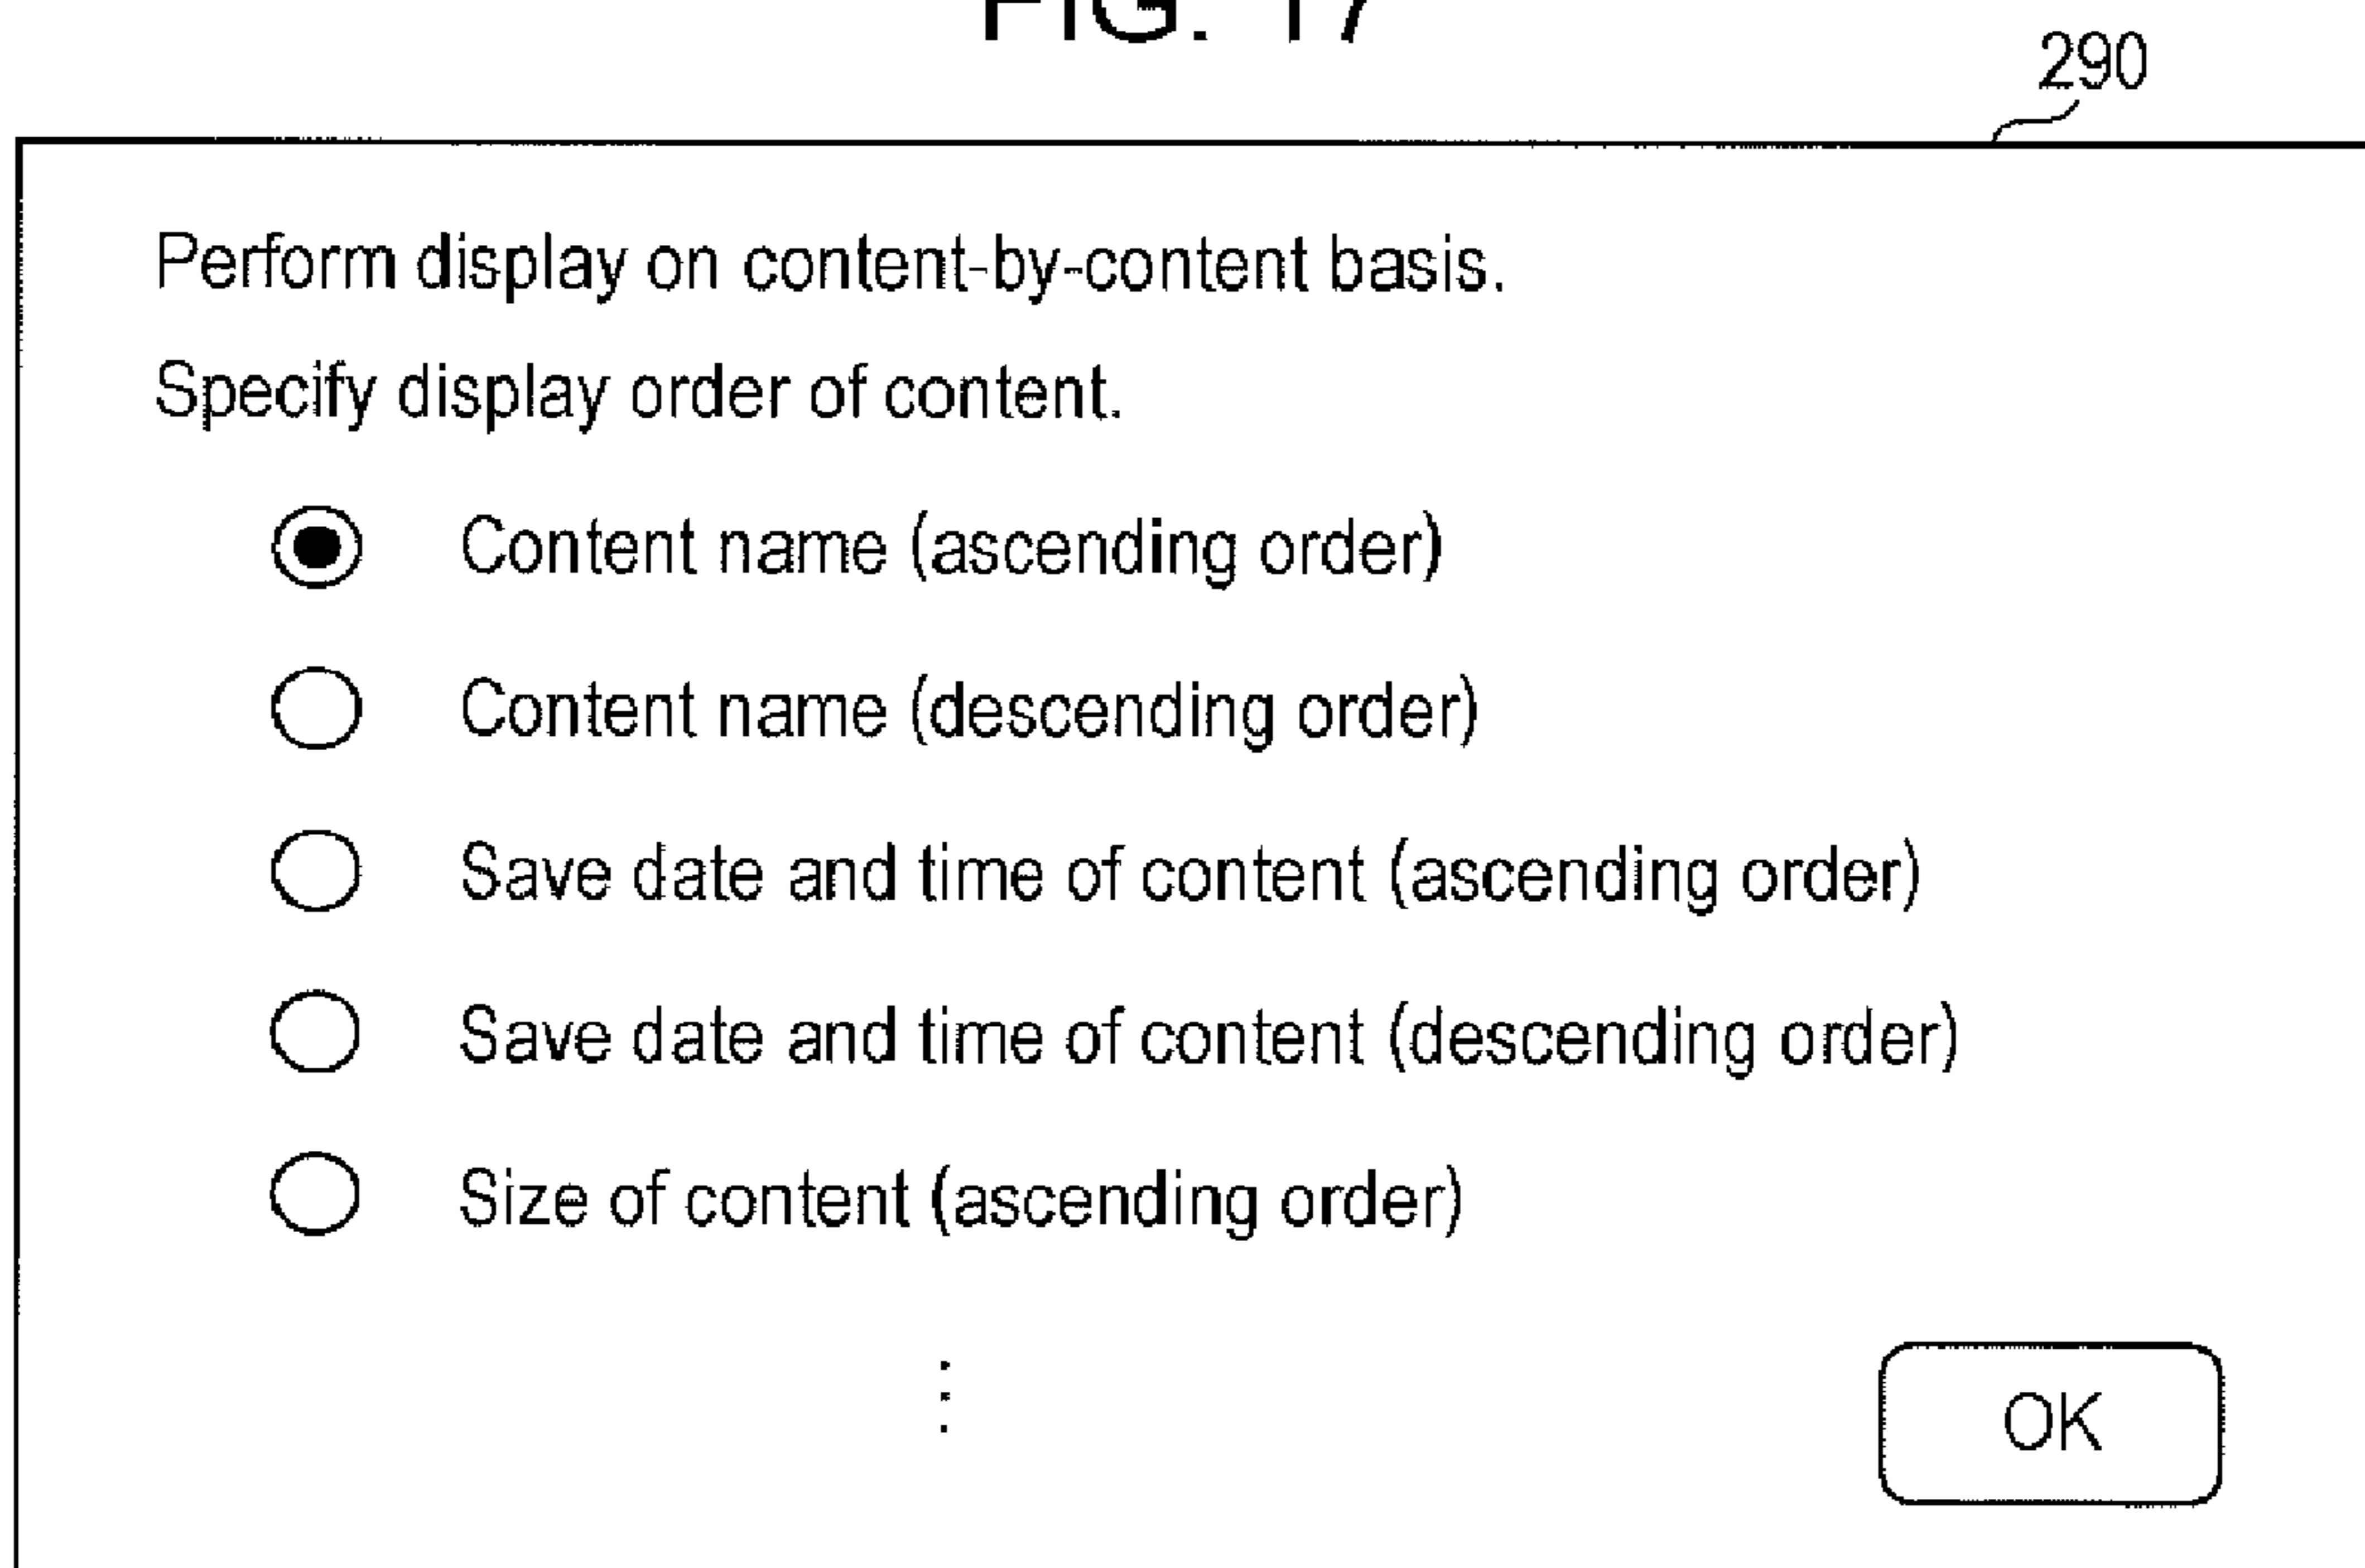 FIG. 17
290
Perform display on content-by-content basis.
Specify display order of content.
Content name (ascending order)
Content name (descending order)
Save date and time of content (ascending order)
Save date and time of content (descending order)
Size of content (ascending order)
⋮
OK